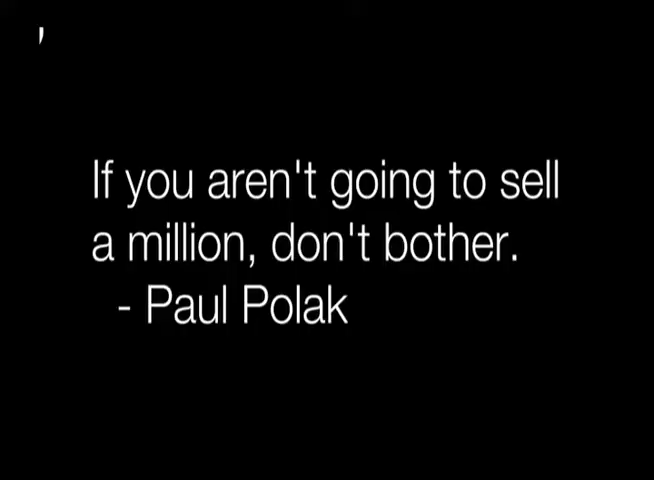 ,
If you aren't going to sell
a million, don't bother.
- Paul Polak